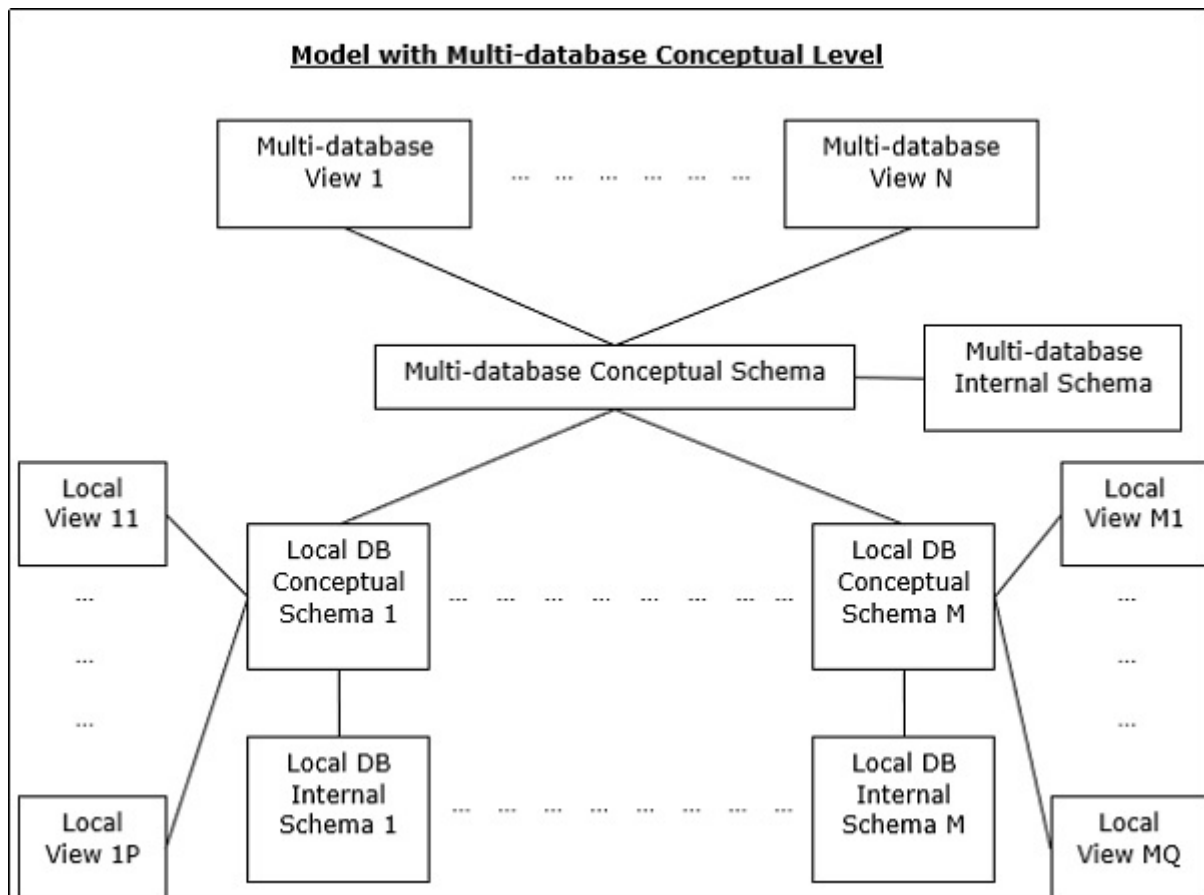 Model with Multi-database Conceptual Level
Multi-database
View 1
... ... ... ... ... ...
Multi-database
View N
Multi-database Conceptual Schema
Multi-database
Internal Schema
Local
View 11
...
...
...
Local
View 1P
Local DB
Conceptual
Schema 1
... ... ... ... ... ... ... ...
Local DB
Conceptual
Schema M
Local DB
Internal
Schema 1
... ... ... ... ... ... ... ...
Local DB
Internal
Schema M
Local
View M1
...
...
...
Local
View MQ